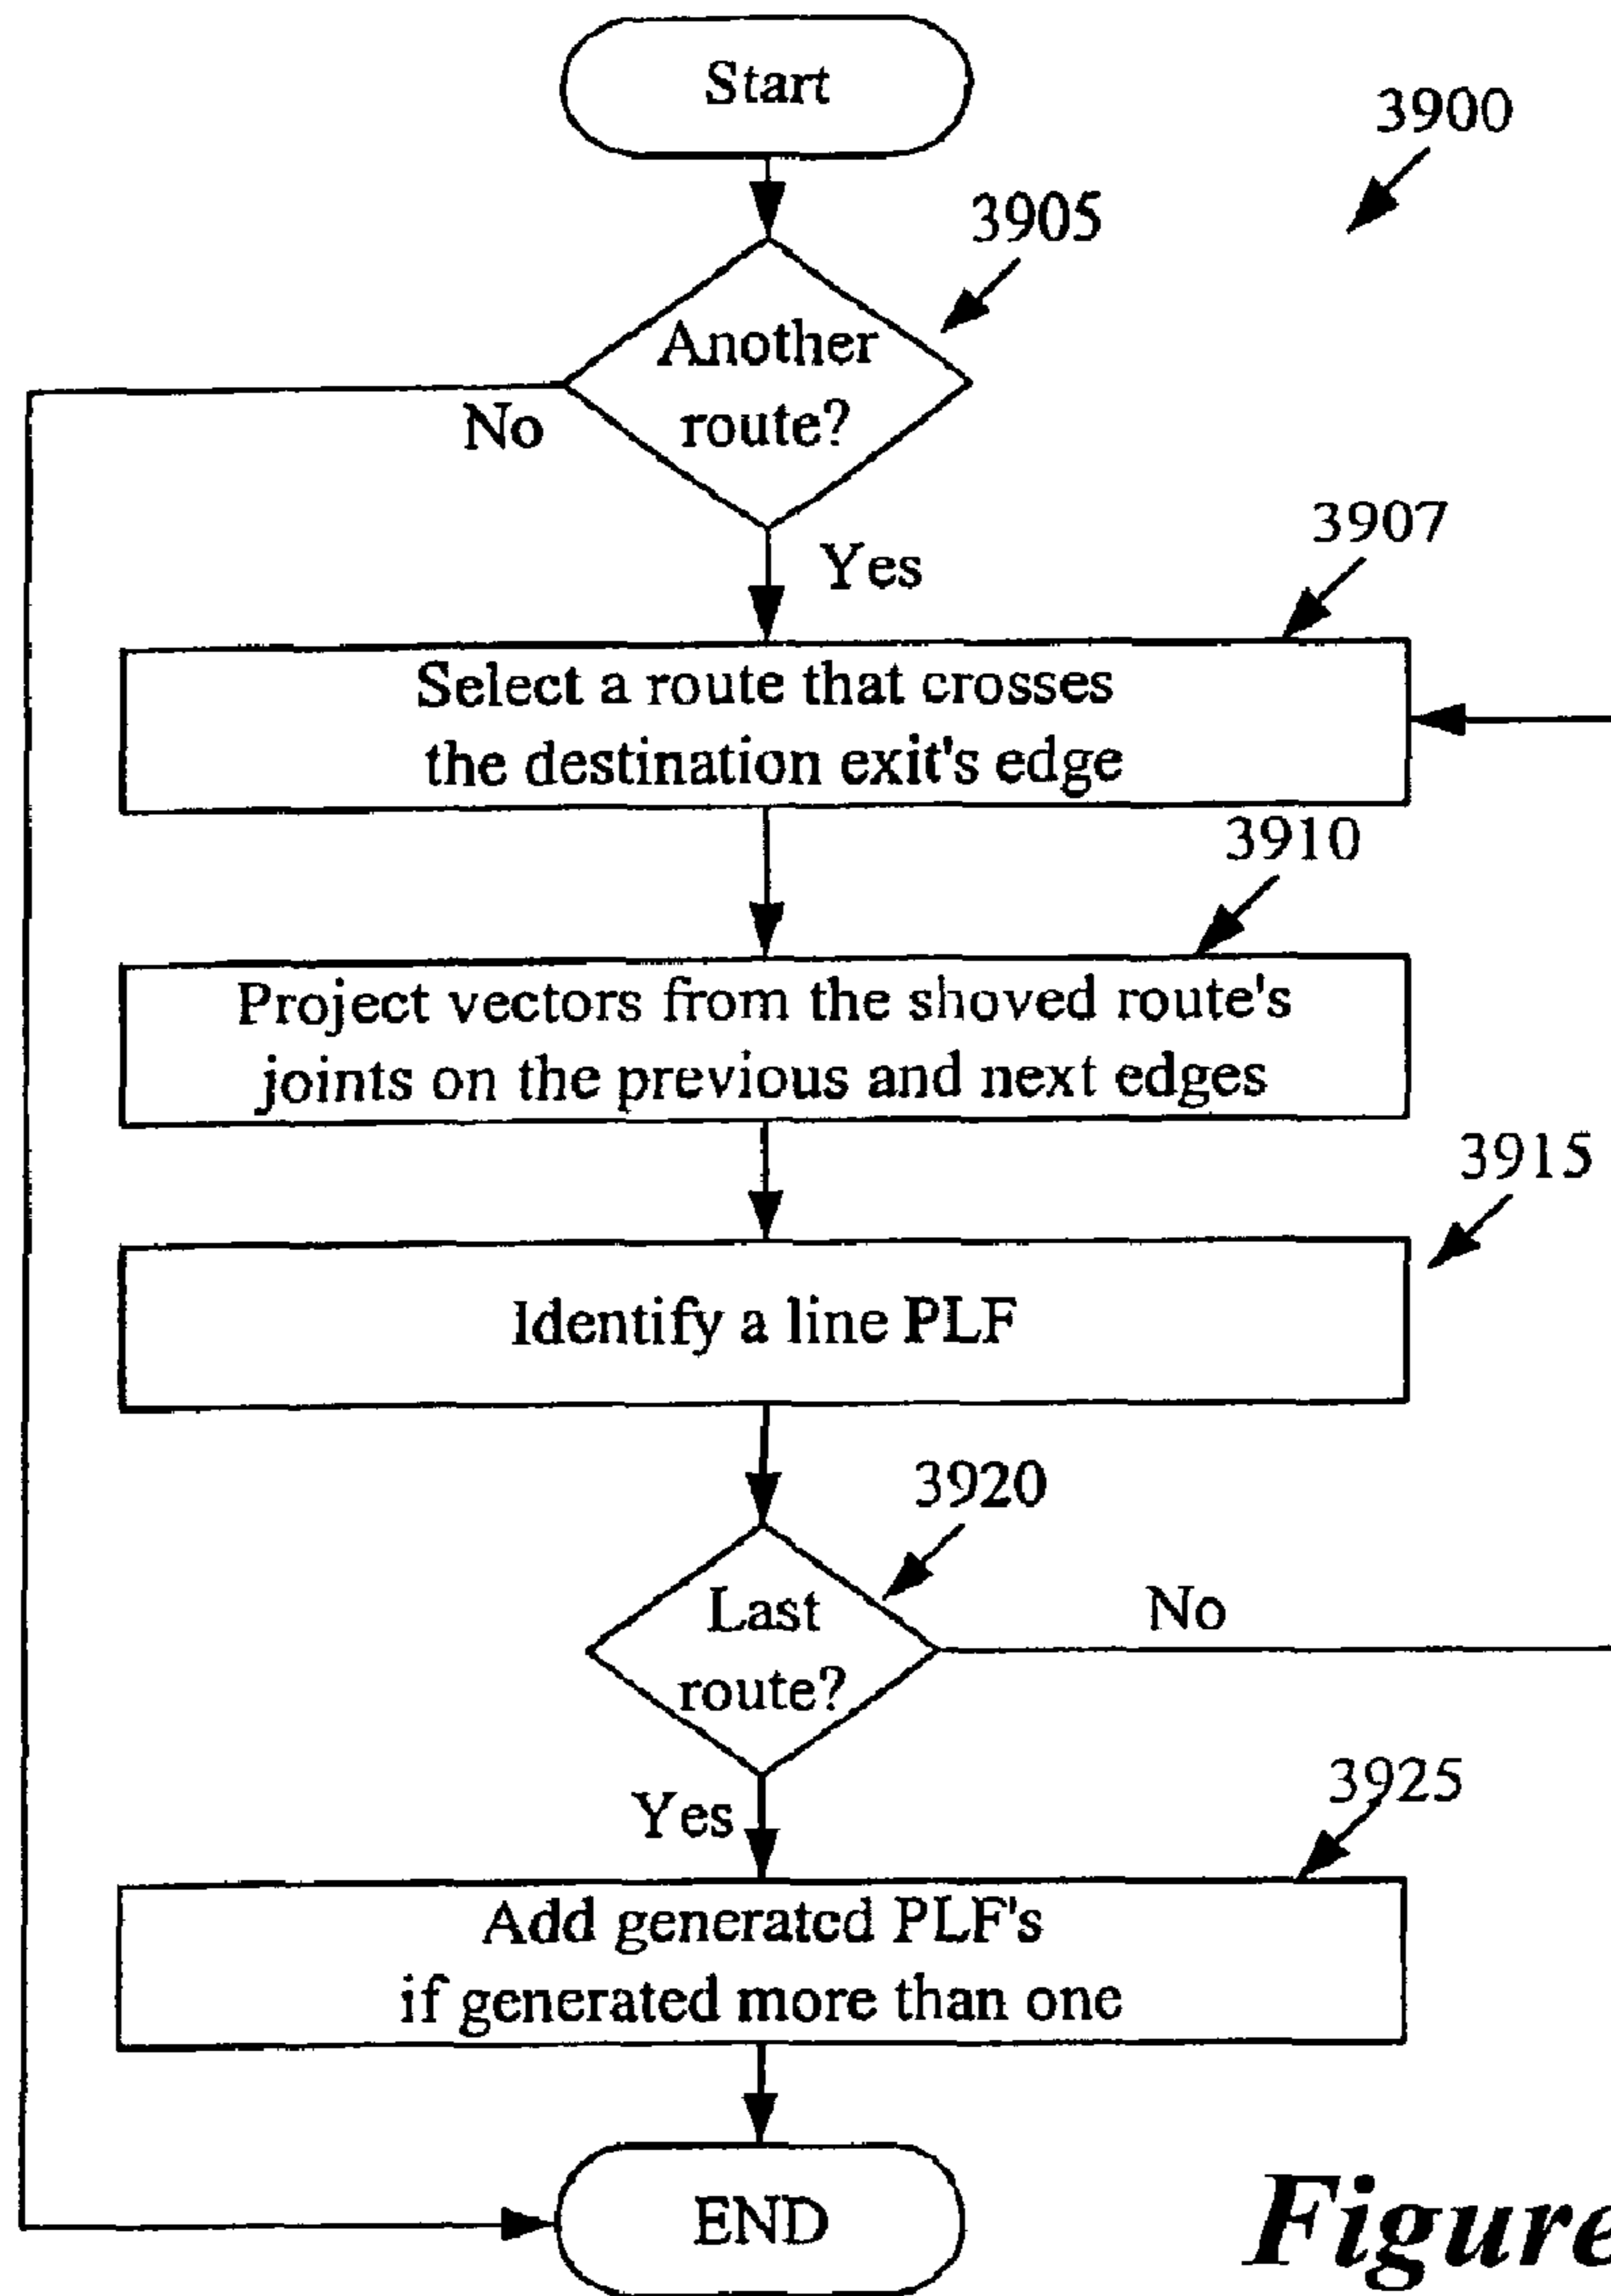 Start
3900
3905
Another
route?
No
Yes
3907
Select a route that crosses
the destination exit's edge
3910
Project vectors from the shoved route's
joints on the previous and next edges
3915
Identify a line PLF
3920
Last
route?
No
Yes
3925
Add generated PLF's
if generated more than one
END
Figure